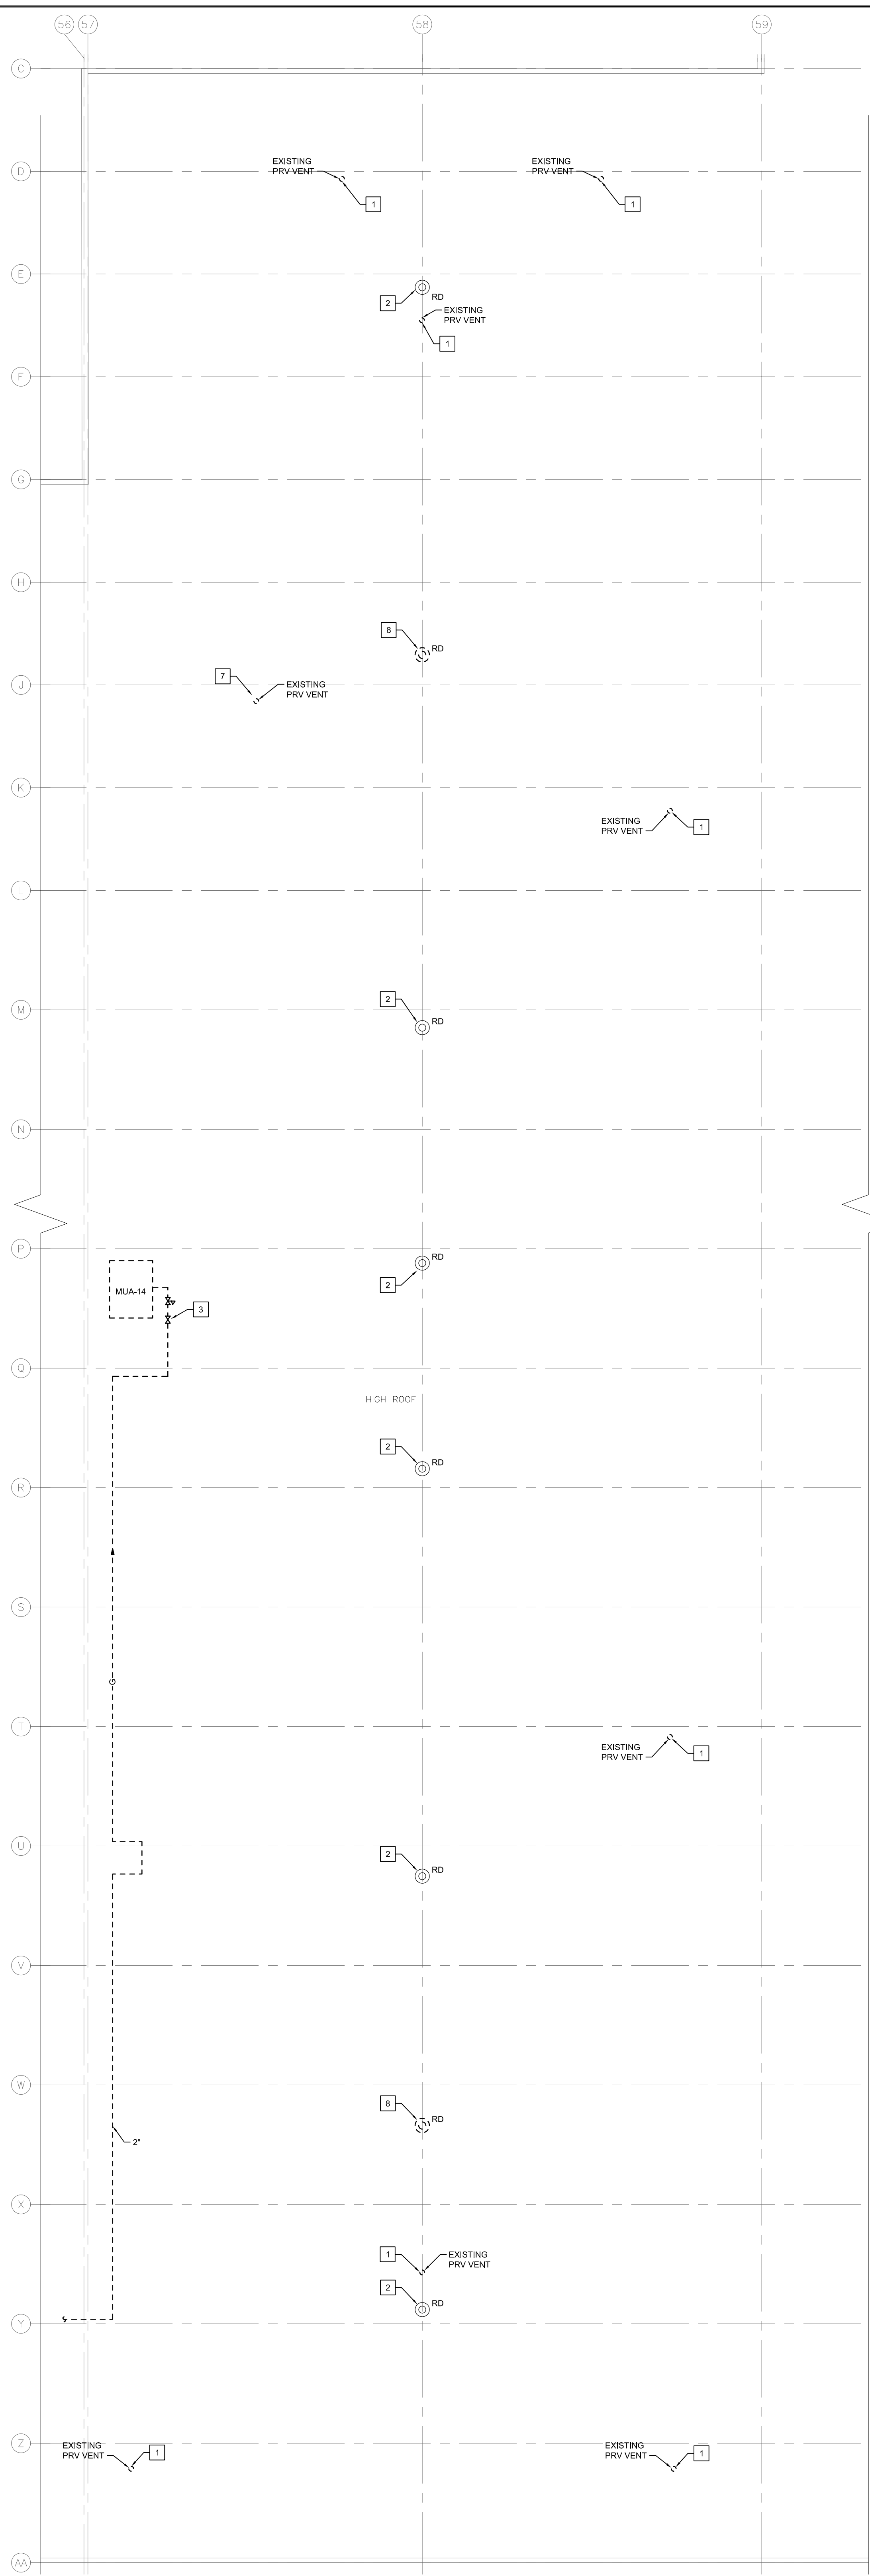 56 57 58 59
C
D
EXISTING
PRV VENT
1
EXISTING
PRV VENT
1
E
2
RD
EXISTING
PRV VENT
1
F
G
H
8
RD
7
EXISTING
PRV VENT
J
K
EXISTING
PRV VENT
1
L
2
M
RD
N
P
RD
2
MUA-14
3
Q
HIGH ROOF
2
RD
R
S
G
T
EXISTING
PRV VENT
1
U
2
RD
V
W
8
RD
2"
X
1
EXISTING
PRV VENT
2
RD
Y
Z
EXISTING
PRV VENT
1
EXISTING
PRV VENT
1
AA